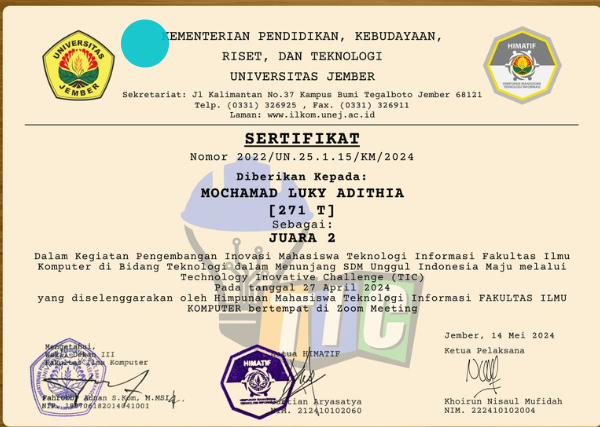 KEMENTERIAN PENDIDIKAN, KEBUDAYAAN,
RISET, DAN TEKNOLOGI
UNIVERSITAS JEMBER
Sekretariat: Jl Kalimantan No.37 Kampus Bumi Tegalboto Jember 68121
Telp. (0331) 326925 , Fax. (0331) 326911
Laman: www.ilkom.unej.ac.id
UNIVERSITAS
JEMBER
HIMATIF
HIMPUNAN MAHASISWA
TEKNOLOGI INFORMASI
SERTIFIKAT
Nomor 2022/UN.25.1.15/KM/2024
Diberikan Kepada:
MOCHAMAD LUKY ADITHIA
[271 T]
Sebagai:
JUARA 2
Dalam Kegiatan Pengembangan Inovasi Mahasiswa Teknologi Informasi Fakultas Ilmu
Komputer di Bidang Teknologi dalam Menunjang SDM Unggul Indonesia Maju melalui
Technology Inovative Challenge (TIC)
Pada tanggal 27 April 2024
yang diselenggarakan oleh Himpunan Mahasiswa Teknologi Informasi FAKULTAS ILMU
KOMPUTER bertempat di Zoom Meeting
TIC
Jember, 14 Mei 2024
Mengetahui,
Wakil Dekan III
Fakultas Ilmu Komputer
Ketua HIMATIF
Ketua Pelaksana
HIMATIF
Adnan S.Kom, M.MSI
Aryasatya
NIM. 212410102060
Khoirun Nisaul Mufidah
NIM. 222410102004